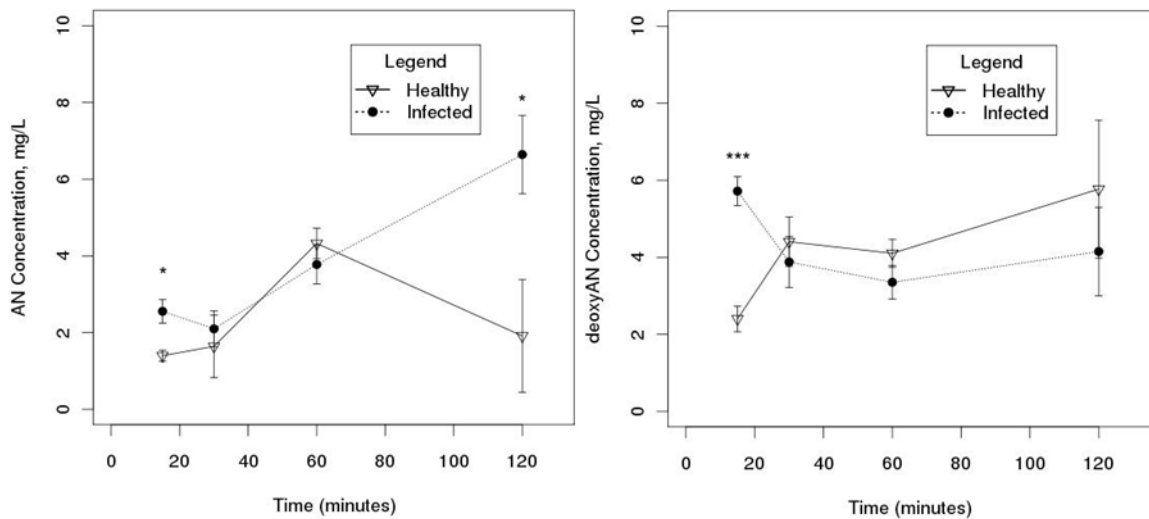 AN Concentration, mg/L
10
8
6
4
2
0
Legend
Healthy
Infected
*
*
0 20 40 60 80 100 120
Time (minutes)
deoxyAN Concentration, mg/L
10
8
6
4
2
0
Legend
Healthy
Infected
***
0 20 40 60 80 100 120
Time (minutes)